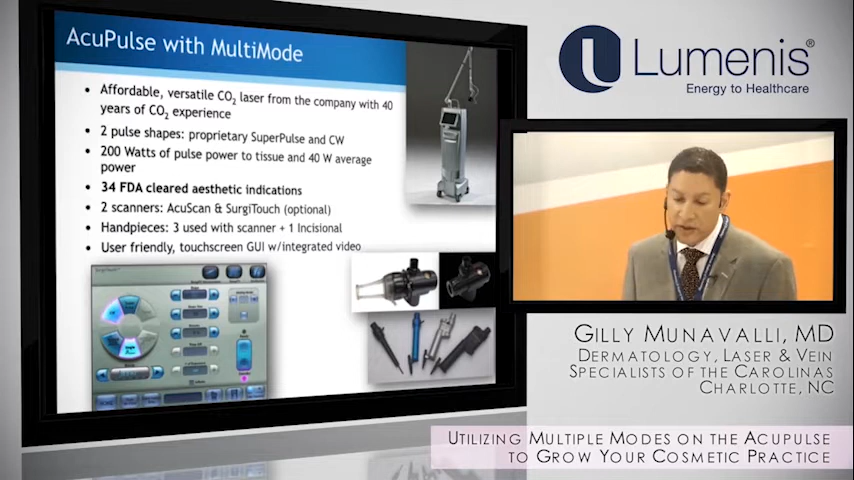 AcuPulse with MultiMode
• Affordable, versatile CO2 laser from the company with 40
years of CO2 experience
• 2 pulse shapes: proprietary SuperPulse and CW
• 200 Watts of pulse power to tissue and 40 W average
power
• 34 FDA cleared aesthetic indications
• 2 scanners: AcuScan & SurgiTouch (optional)
• Handpieces: 3 used with scanner + 1 Incisional
• User friendly, touchscreen GUI w/integrated video
Lumenis®
Energy to Healthcare
GILLY MUNAVALLI, MD
DERMATOLOGY, LASER & VEIN
SPECIALISTS OF THE CAROLINAS
CHARLOTTE, NC
UTILIZING MULTIPLE MODES ON THE ACUPULSE
TO GROW YOUR COSMETIC PRACTICE